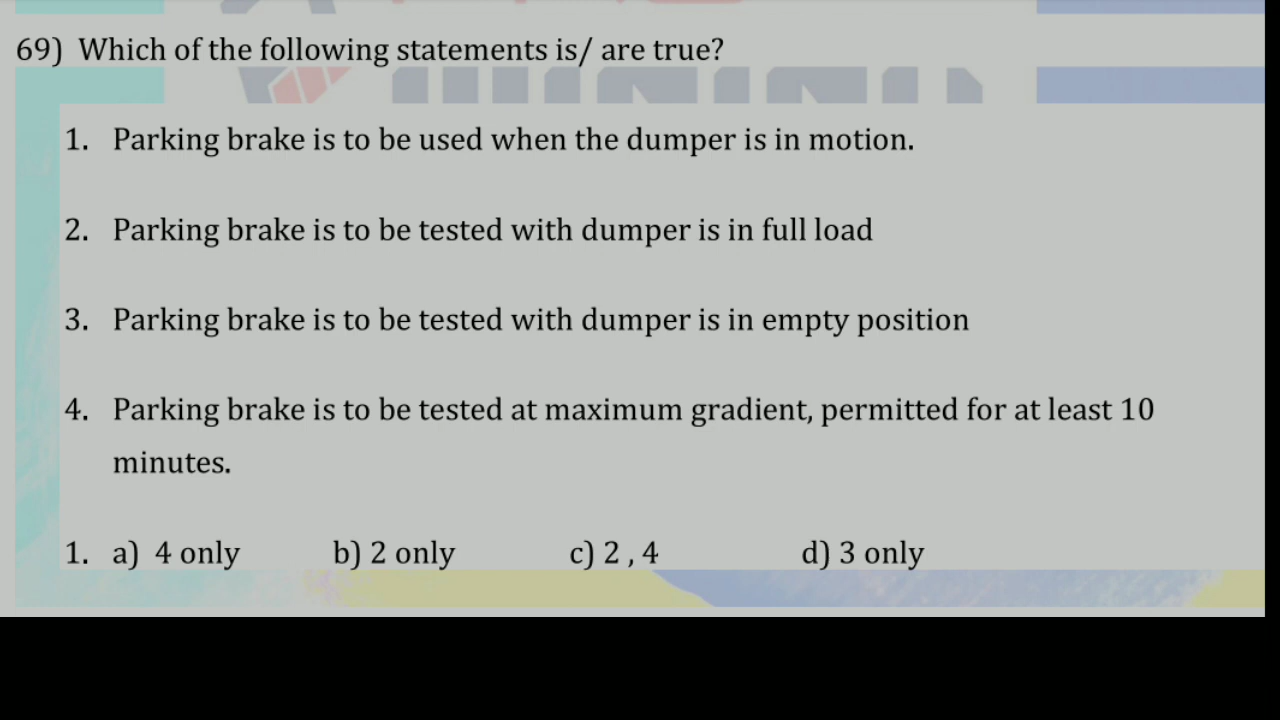 69) Which of the following statements is/ are true?
1. Parking brake is to be used when the dumper is in motion.
2. Parking brake is to be tested with dumper is in full load
3. Parking brake is to be tested with dumper is in empty position
4. Parking brake is to be tested at maximum gradient, permitted for at least 10
minutes.
1. a) 4 only b) 2 only c) 2 , 4 d) 3 only